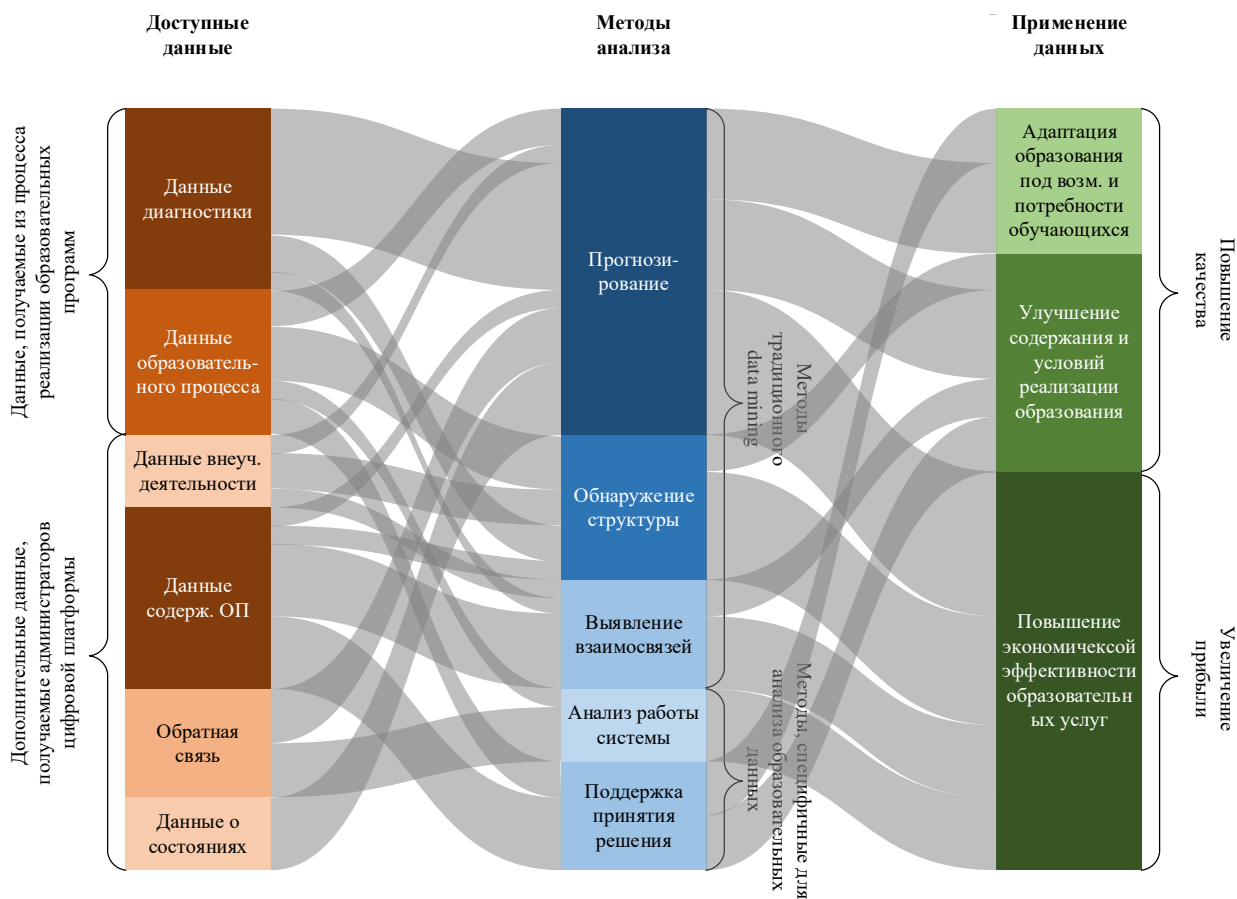 Доступные
данные
Методы
анализа
Применение
данных
Данные, получаемые из процесса
реализации образовательных
программ
Дополнительные данные,
получаемые администраторов
цифровой платформы
Данные
диагностики
Данные
образователь-
ного процесса
Данные внеуч.
деятельности
Данные
содерж. ОП
Обратная
связь
Данные о
состояниях
Прогнози-
рование
Обнаружение
структуры
Выявление
взаимосвязей
Анализ работы
системы
Поддержка
принятия
решения
Методы
традиционного
data mining
Методы, специфичные для
анализа образовательных
данных
Адаптация
образования
под возм. и
потребности
обучающихся
Улучшение
содержания и
условий
реализации
образования
Повышение
экономичексой
эффективности
образовательн
ых услуг
Повышение
качества
Увеличение
прибыли